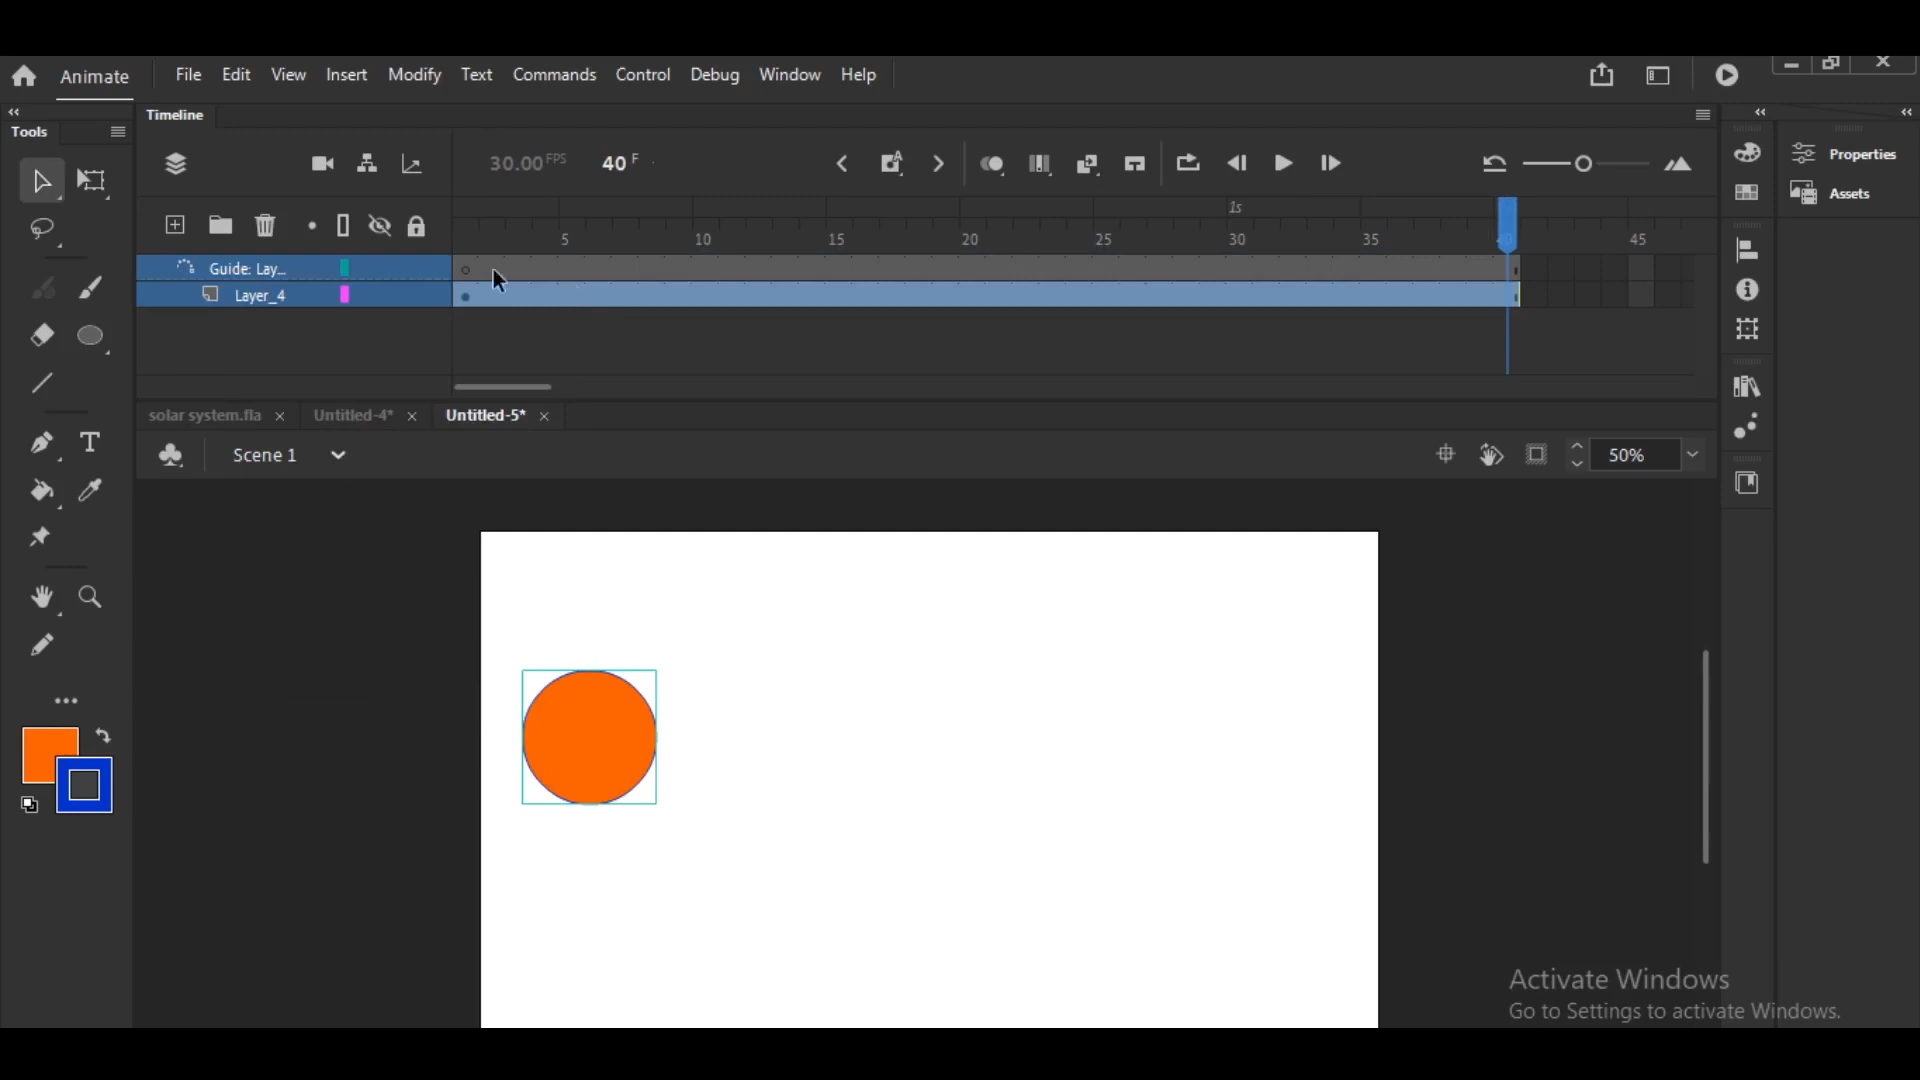 Animate File Edit View Insert Modify Text Commands Control Debug Window Help
Tools
Timeline
30.00 FPS 40 F
Properties
Assets
1s
5 10 15 20 25 30 35 40 45
Guide: Lay...
Layer_4
solar system.fla Untitled-4* Untitled-5*
Scene 1
50%
Activate Windows
Go to Settings to activate Windows.